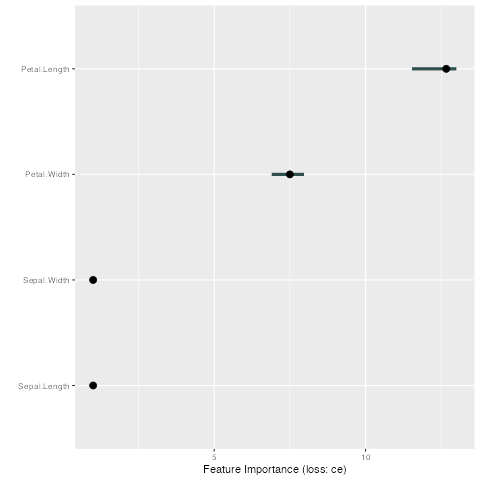 Petal.Length
Petal.Width
Sepal.Width
Sepal.Length
5 10
Feature Importance (loss: ce)